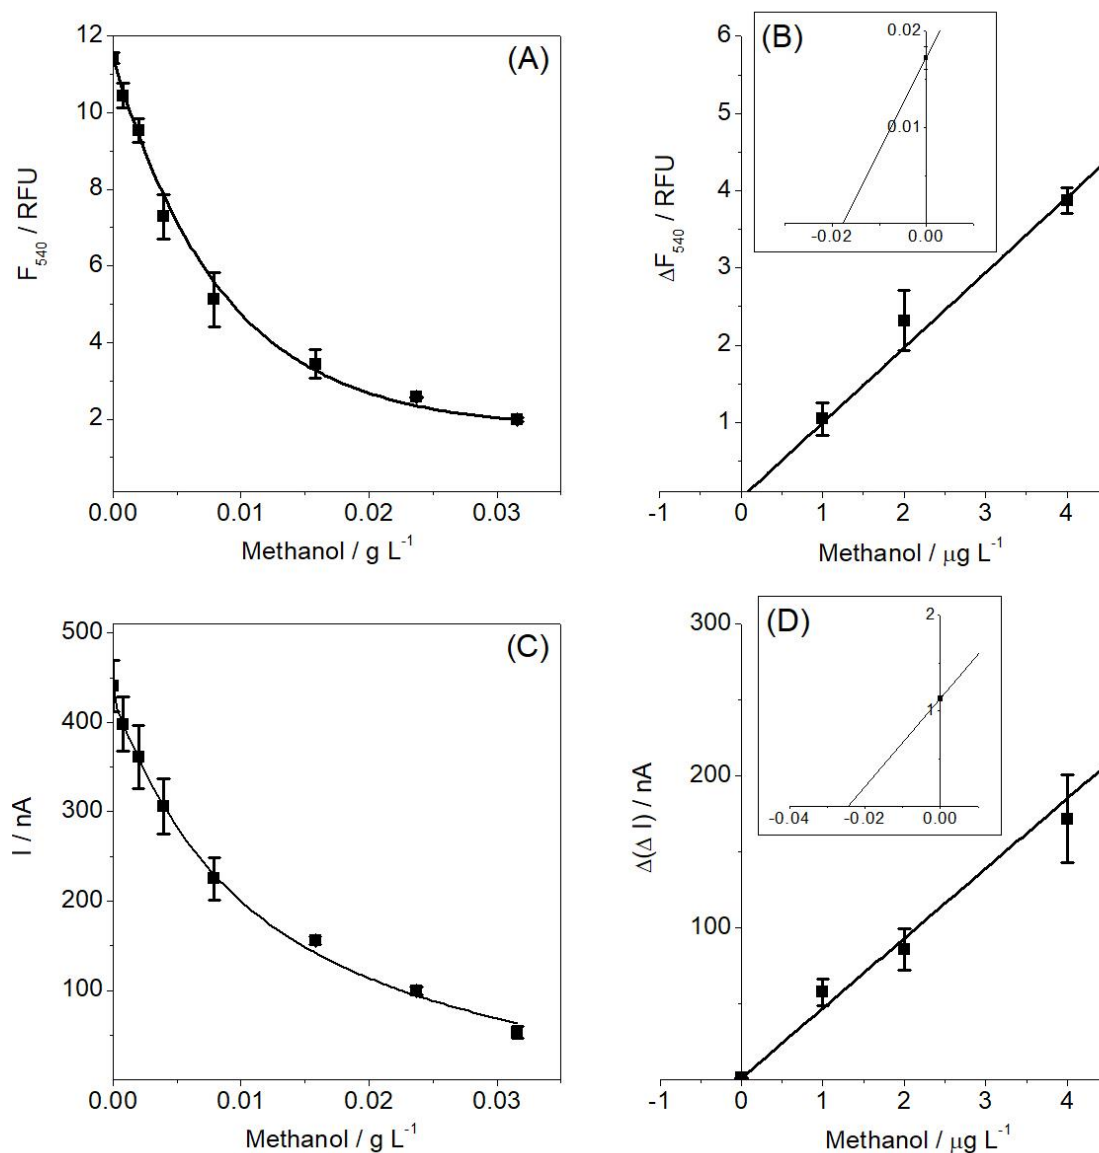 (A)
F540 / RFU
12
10
8
6
4
2
0.00 0.01 0.02 0.03
Methanol / g L-1
(B)
ΔF540 / RFU
6
5
4
3
2
1
-1 0 1 2 3 4
Methanol / μg L-1
0.02
0.01
-0.02 0.00
(C)
I / nA
500
400
300
200
100
0.00 0.01 0.02 0.03
Methanol / g L-1
(D)
Δ(Δ I) / nA
300
200
100
-1 0 1 2 3 4
Methanol / μg L-1
2
1
-0.04 -0.02 0.00